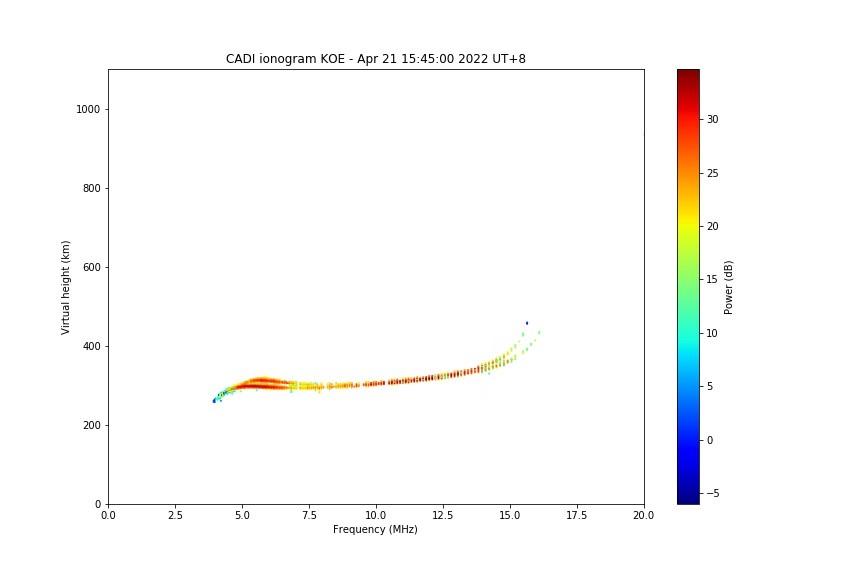 CADI ionogram KOE - Apr 21 15:45:00 2022 UT+8
1000
800
600
400
200
0
Virtual height (km)
0.0 2.5 5.0 7.5 10.0 12.5 15.0 17.5 20.0
Frequency (MHz)
30
25
20
15
10
5
0
−5
Power (dB)